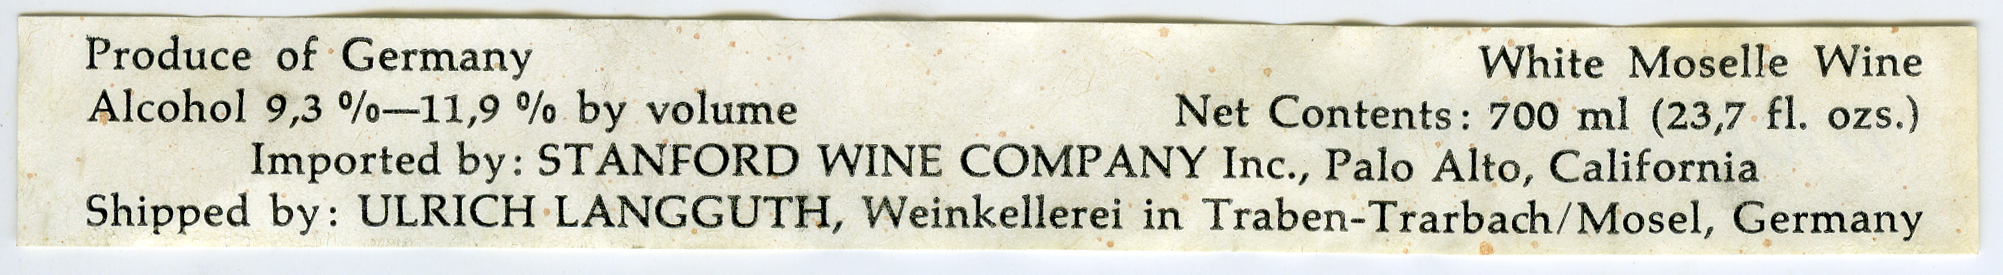 Produce of Germany White Moselle Wine
Alcohol 9,3 %—11,9 % by volume Net Contents: 700 ml (23,7 fl. ozs.)
Imported by: STANFORD WINE COMPANY Inc., Palo Alto, California
Shipped by: ULRICH LANGGUTH, Weinkellerei in Traben-Trarbach/Mosel, Germany